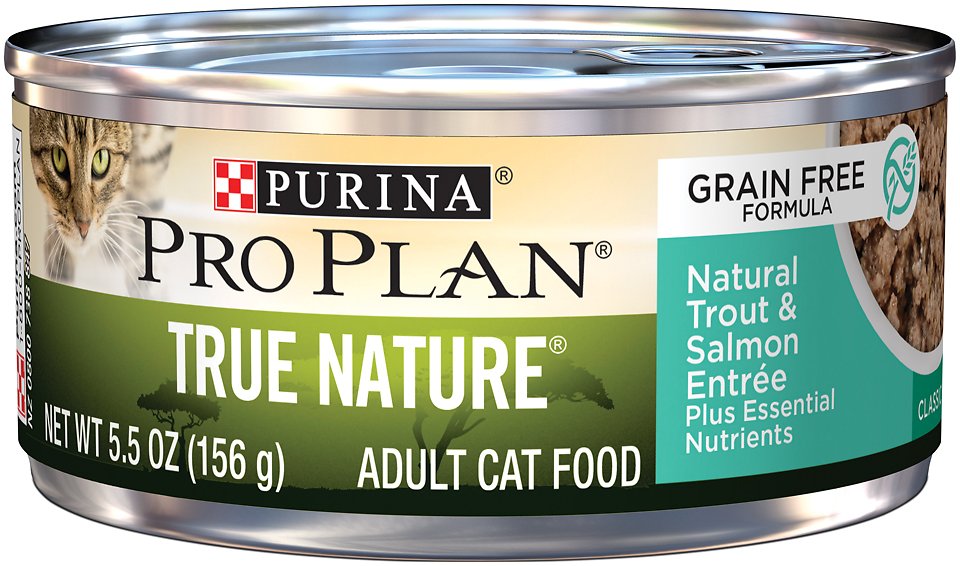 PURINA®
PRO PLAN®
TRUE NATURE®
NET WT 5.5 OZ (156 g)
ADULT CAT FOOD
GRAIN FREE
FORMULA
Natural
Trout &
Salmon
Entrée
Plus Essential
Nutrients
CLASSIC